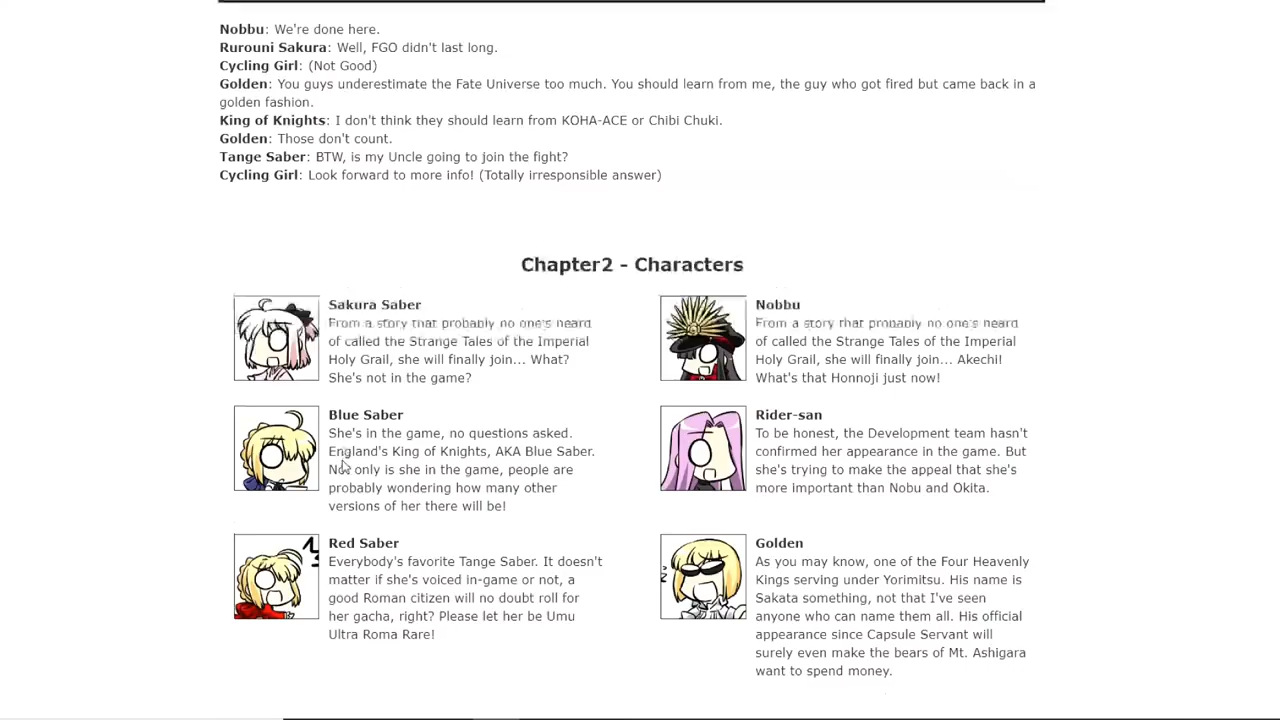 Nobbu: We're done here.
Rurouni Sakura: Well, FGO didn't last long.
Cycling Girl: (Not Good)
Golden: You guys underestimate the Fate Universe too much. You should learn from me, the guy who got fired but came back in a
golden fashion.
King of Knights: I don't think they should learn from KOHA-ACE or Chibi Chuki.
Golden: Those don't count.
Tange Saber: BTW, is my Uncle going to join the fight?
Cycling Girl: Look forward to more info! (Totally irresponsible answer)
Chapter2 - Characters
Sakura Saber
From a story that probably no one's heard
of called the Strange Tales of the Imperial
Holy Grail, she will finally join... What?
She's not in the game?
Nobbu
From a story that probably no one's heard
of called the Strange Tales of the Imperial
Holy Grail, she will finally join... Akechi!
What's that Honnoji just now!
Blue Saber
She's in the game, no questions asked.
England's King of Knights, AKA Blue Saber.
Not only is she in the game, people are
probably wondering how many other
versions of her there will be!
Rider-san
To be honest, the Development team hasn't
confirmed her appearance in the game. But
she's trying to make the appeal that she's
more important than Nobu and Okita.
Red Saber
Everybody's favorite Tange Saber. It doesn't
matter if she's voiced in-game or not, a
good Roman citizen will no doubt roll for
her gacha, right? Please let her be Umu
Ultra Roma Rare!
Golden
As you may know, one of the Four Heavenly
Kings serving under Yorimitsu. His name is
Sakata something, not that I've seen
anyone who can name them all. His official
appearance since Capsule Servant will
surely even make the bears of Mt. Ashigara
want to spend money.